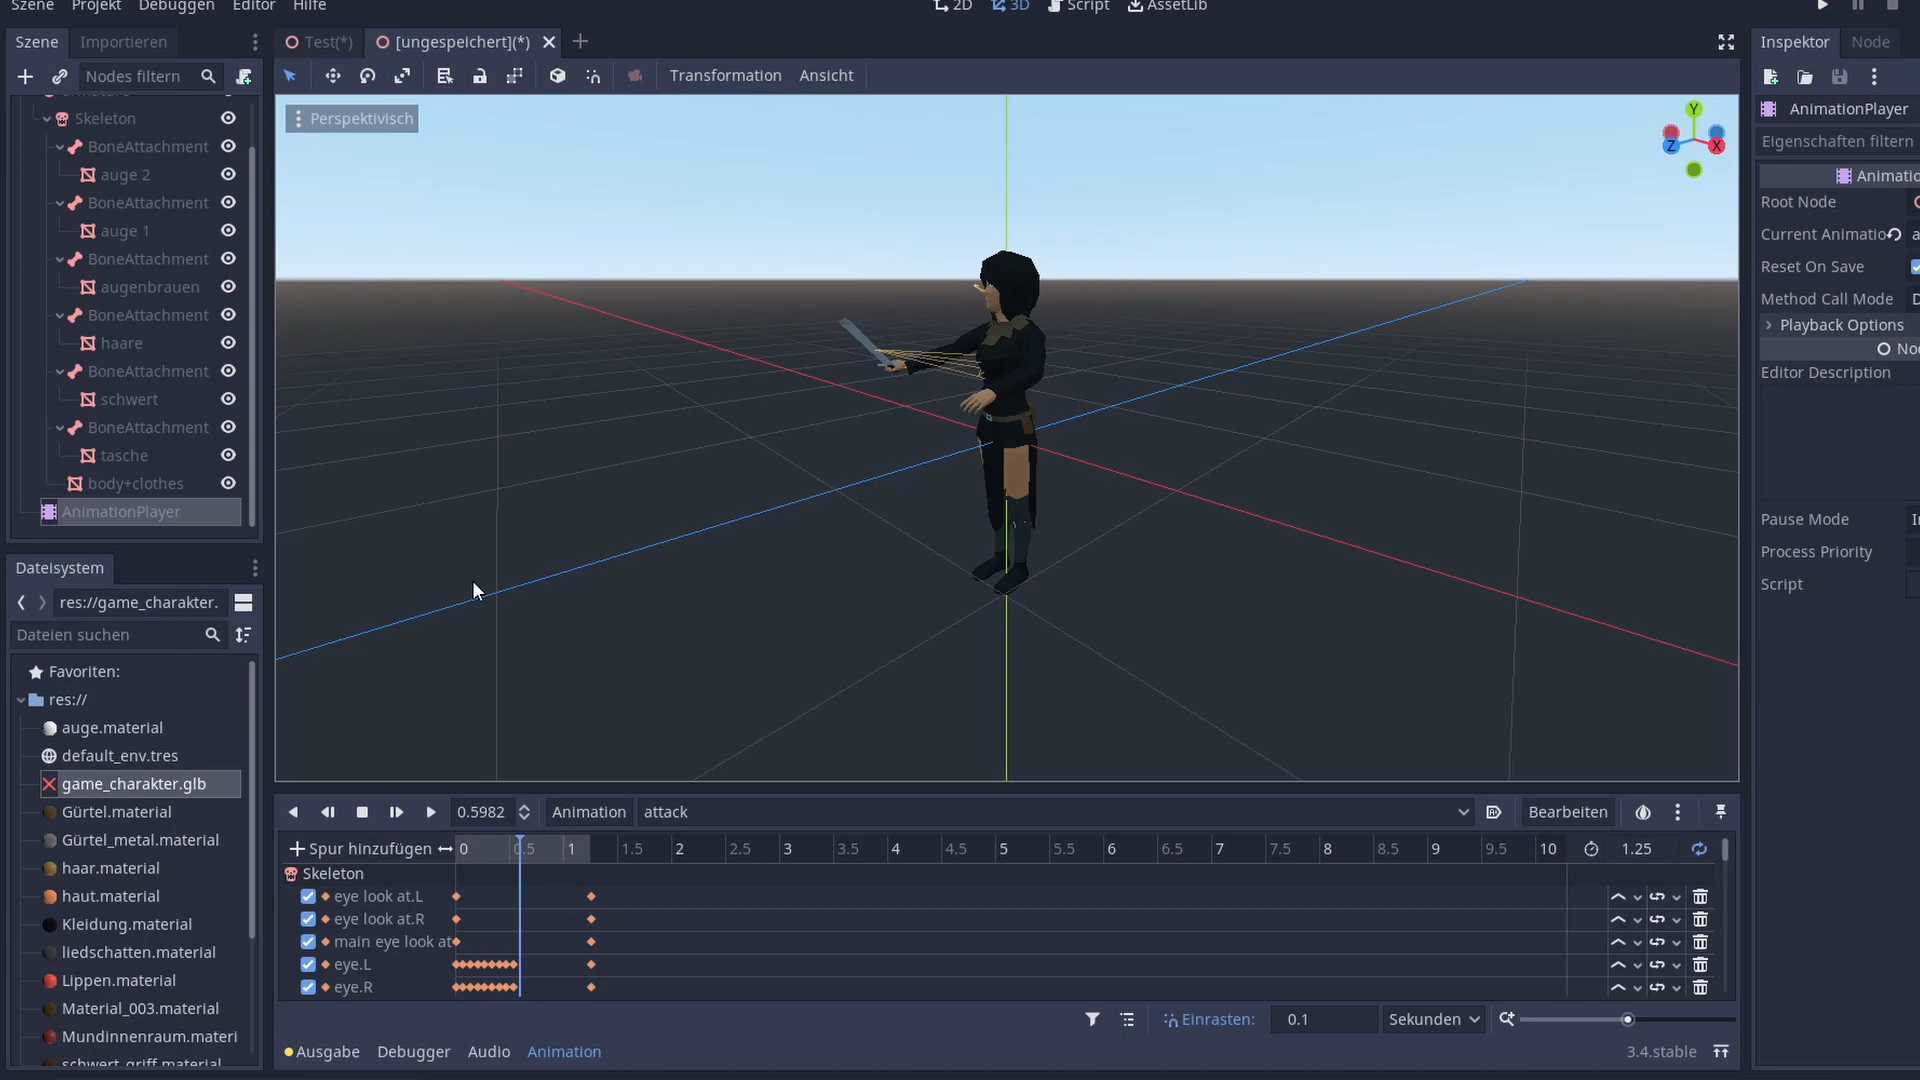 Szene Projekt Debuggen Editor Hilfe
2D 3D Script AssetLib
Szene Importieren
Test(*) [ungespeichert](*)
Inspektor Node
Nodes filtern
Transformation Ansicht
Skeleton
BoneAttachment
auge 2
BoneAttachment
auge 1
BoneAttachment
augenbrauen
BoneAttachment
haare
BoneAttachment
schwert
BoneAttachment
tasche
body+clothes
AnimationPlayer
Perspektivisch
Y
Z X
AnimationPlayer
Eigenschaften filtern
Animatio
Root Node
Current Animatio a
Reset On Save
Method Call Mode D
Playback Options
Noc
Editor Description
Pause Mode
Process Priority
Script
Dateisystem
res://game_charakter.
Dateien suchen
Favoriten:
res://
auge.material
default_env.tres
game_charakter.glb
Gürtel.material
Gürtel_metal.material
haar.material
haut.material
Kleidung.material
liedschatten.material
Lippen.material
Material_003.material
Mundinnenraum.materi
schwert_griff.material
0.5982 Animation attack Bearbeiten
Spur hinzufügen 0 0.5 1 1.5 2 2.5 3 3.5 4 4.5 5 5.5 6 6.5 7 7.5 8 8.5 9 9.5 10 1.25
Skeleton
eye look at.L
eye look at.R
main eye look at
eye.L
eye.R
Einrasten: 0.1 Sekunden
Ausgabe Debugger Audio Animation 3.4.stable